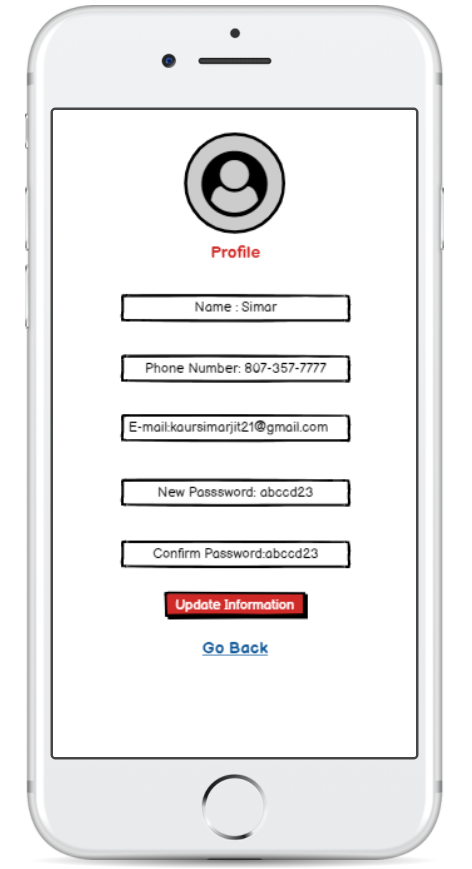 Profile
Name : Simar
Phone Number: 807-357-7777
E-mail:kaursimarjit21@gmail.com
New Passsword: abccd23
Confirm Password:abccd23
Update Information
Go Back